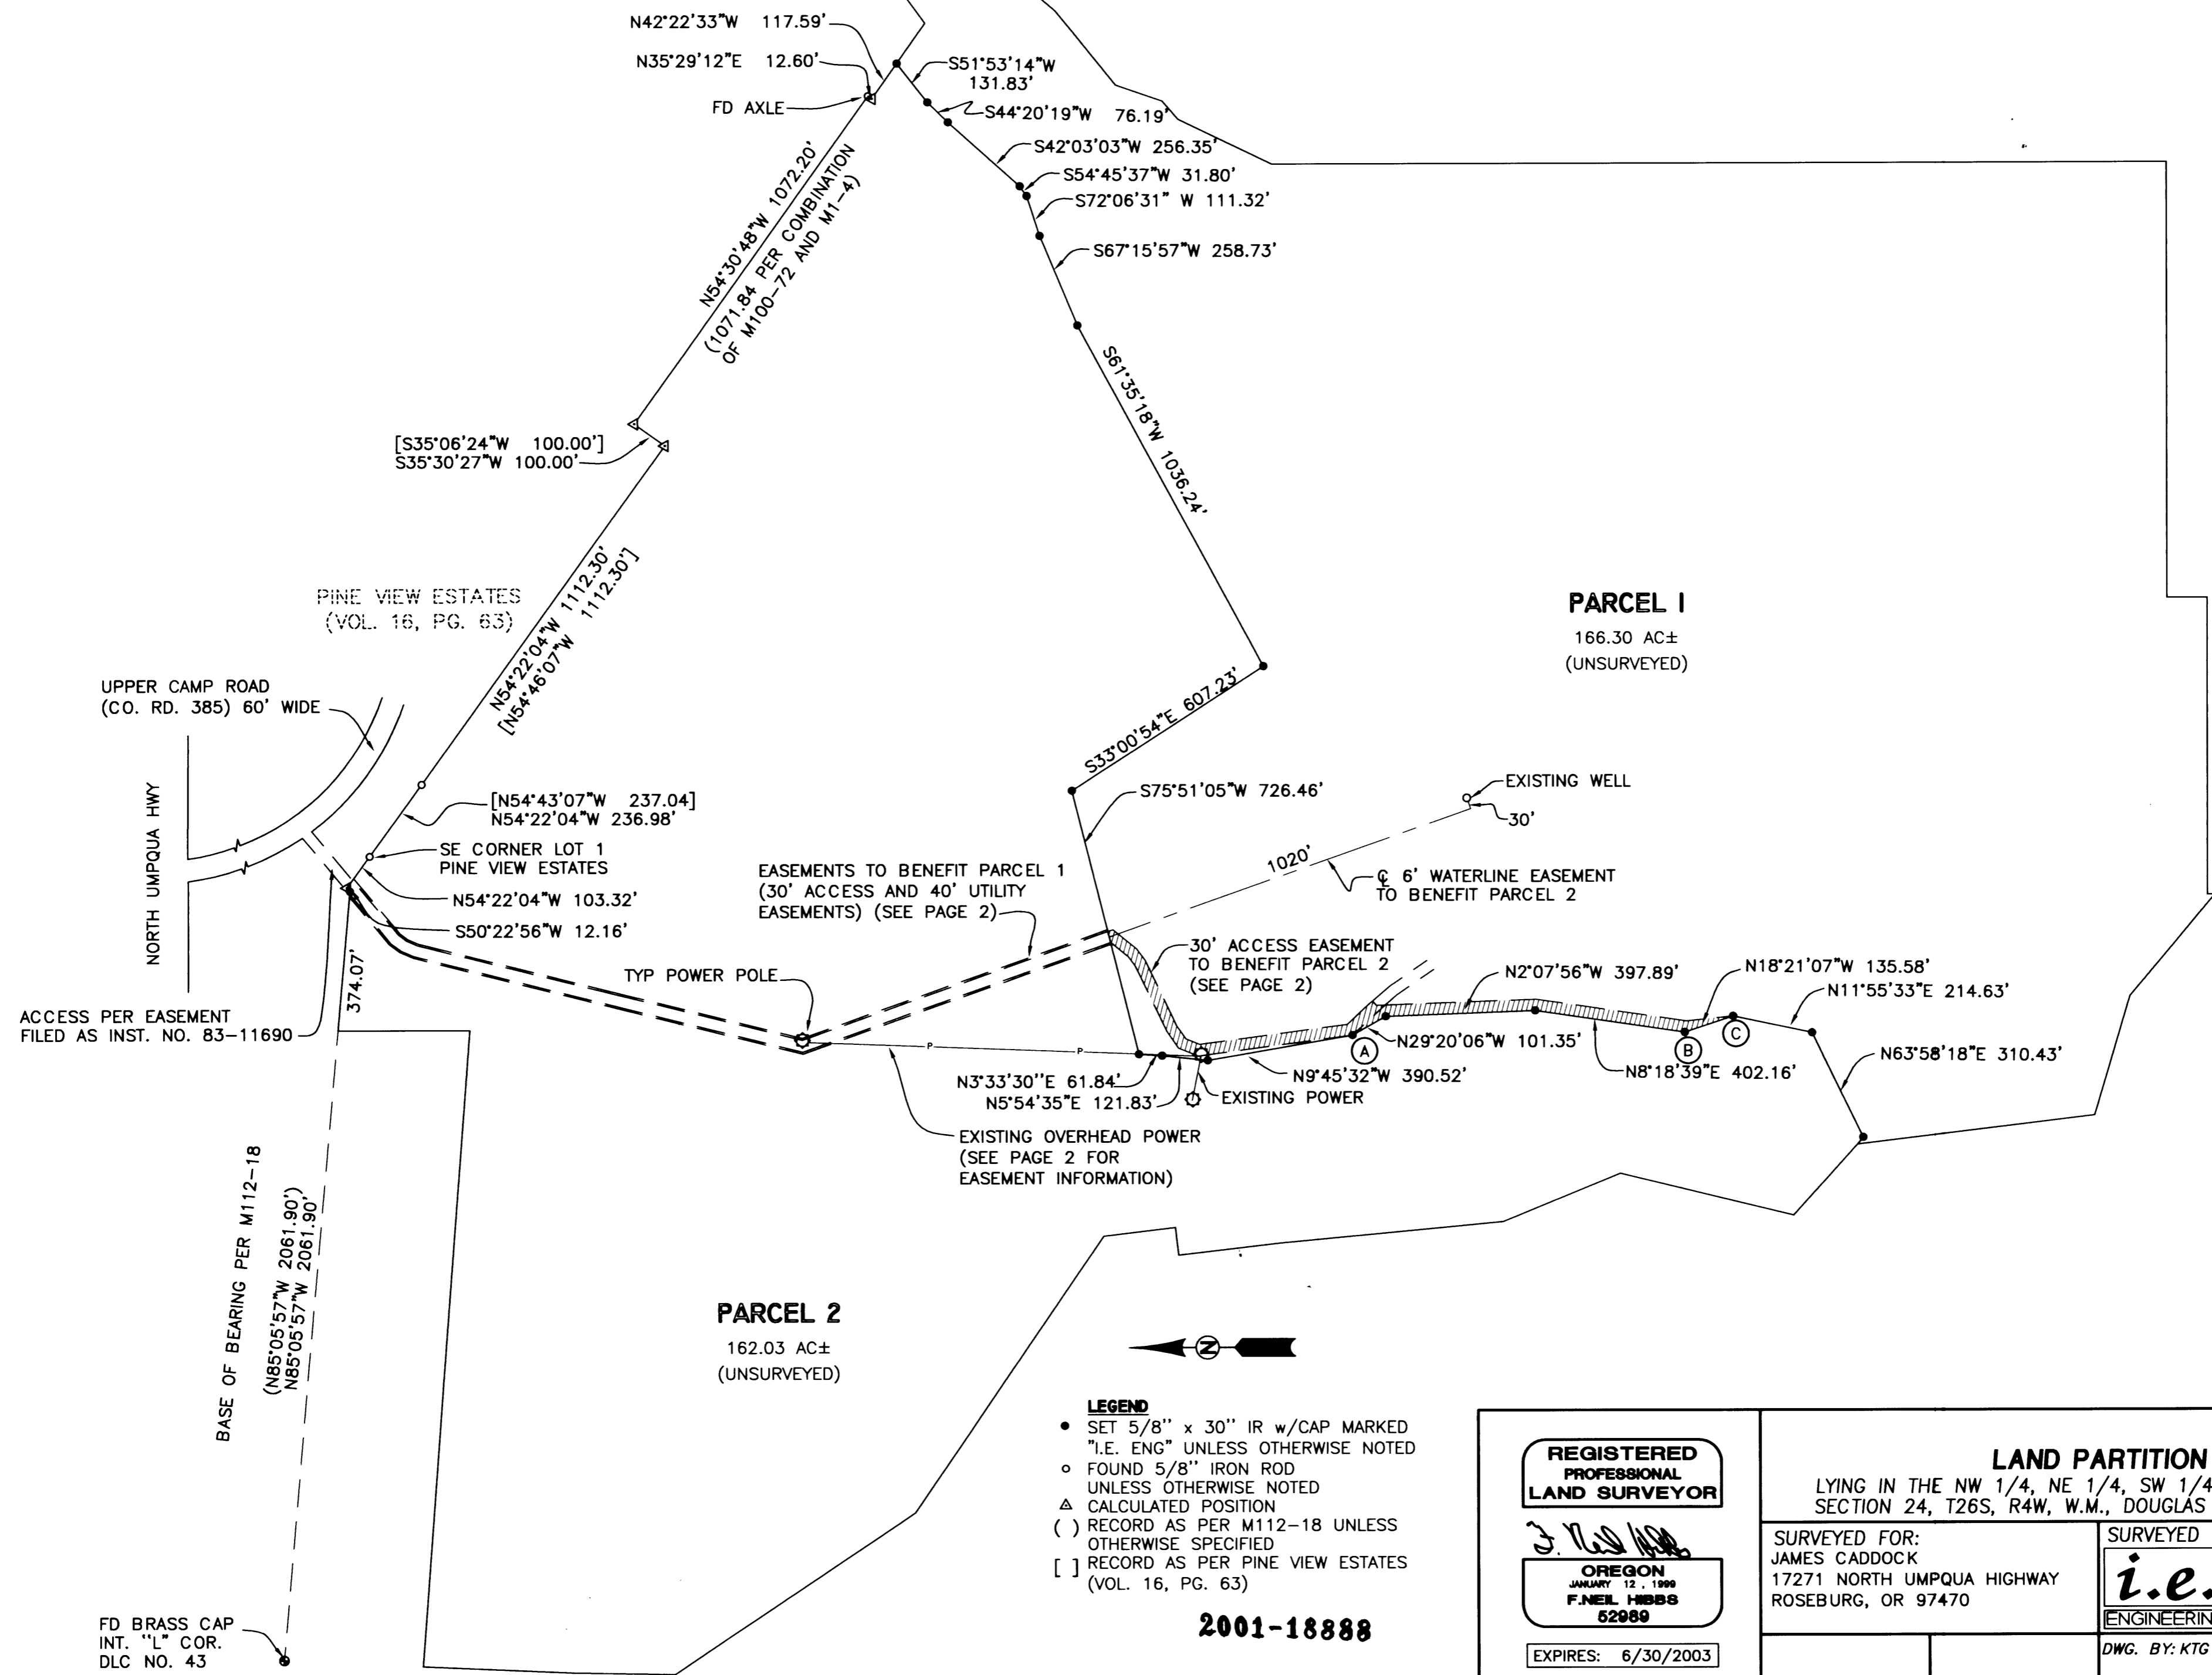 N42°22'33"W 117.59'
N35°29'12"E 12.60'
FD AXLE
S51°53'14"W
131.83'
S44°20'19"W 76.19'
S42°03'03"W 256.35'
S54°45'37"W 31.80'
S72°06'31" W 111.32'
S67°15'57"W 258.73'
N54°30'48"W 1072.20'
(1071.84 PER COMBINATION
OF M100-72 AND M1-4)
S61°35'18"W 1036.24'
[S35°06'24"W 100.00']
S35°30'27"W 100.00'
N54°22'04"W 1112.30'
[N54°46'07"W 1112.30']
PINE VIEW ESTATES
(VOL. 16, PG. 63)
PARCEL 1
166.30 AC±
(UNSURVEYED)
UPPER CAMP ROAD
(CO. RD. 385) 60' WIDE
S33°00'54"E 607.23'
NORTH UMPQUA HWY
[N54°43'07"W 237.04]
N54°22'04"W 236.98'
S75°51'05"W 726.46'
EXISTING WELL
30'
SE CORNER LOT 1
PINE VIEW ESTATES
1020'
EASEMENTS TO BENEFIT PARCEL 1
(30' ACCESS AND 40' UTILITY
EASEMENTS) (SEE PAGE 2)
℄ 6' WATERLINE EASEMENT
TO BENEFIT PARCEL 2
N54°22'04"W 103.32'
S50°22'56"W 12.16'
374.07'
30' ACCESS EASEMENT
TO BENEFIT PARCEL 2
(SEE PAGE 2)
TYP POWER POLE
N2°07'56"W 397.89'
N18°21'07"W 135.58'
N11°55'33"E 214.63'
ACCESS PER EASEMENT
FILED AS INST. NO. 83-11690
A
B
C
N29°20'06"W 101.35'
N63°58'18"E 310.43'
N8°18'39"E 402.16'
N9°45'32"W 390.52'
N3°33'30''E 61.84'
N5°54'35"E 121.83'
P
P
EXISTING POWER
EXISTING OVERHEAD POWER
(SEE PAGE 2 FOR
EASEMENT INFORMATION)
BASE OF BEARING PER M112-18
(N85°05'57"W 2061.90')
N85°05'57"W 2061.90'
PARCEL 2
162.03 AC±
(UNSURVEYED)
N
LEGEND
SET 5/8'' x 30'' IR w/CAP MARKED
"I.E. ENG" UNLESS OTHERWISE NOTED
FOUND 5/8'' IRON ROD
UNLESS OTHERWISE NOTED
CALCULATED POSITION
( ) RECORD AS PER M112-18 UNLESS
OTHERWISE SPECIFIED
[ ] RECORD AS PER PINE VIEW ESTATES
(VOL. 16, PG. 63)
2001-18888
FD BRASS CAP
INT. "L" COR.
DLC NO. 43
REGISTERED
PROFESSIONAL
LAND SURVEYOR
OREGON
JANUARY 12, 1999
F.NEIL HIBBS
52989
EXPIRES: 6/30/2003
LAND PARTITION
LYING IN THE NW 1/4, NE 1/4, SW 1/4
SECTION 24, T26S, R4W, W.M., DOUGLAS
SURVEYED FOR:
JAMES CADDOCK
17271 NORTH UMPQUA HIGHWAY
ROSEBURG, OR 97470
SURVEYED
i.e.
ENGINEERIN
DWG. BY: KTG